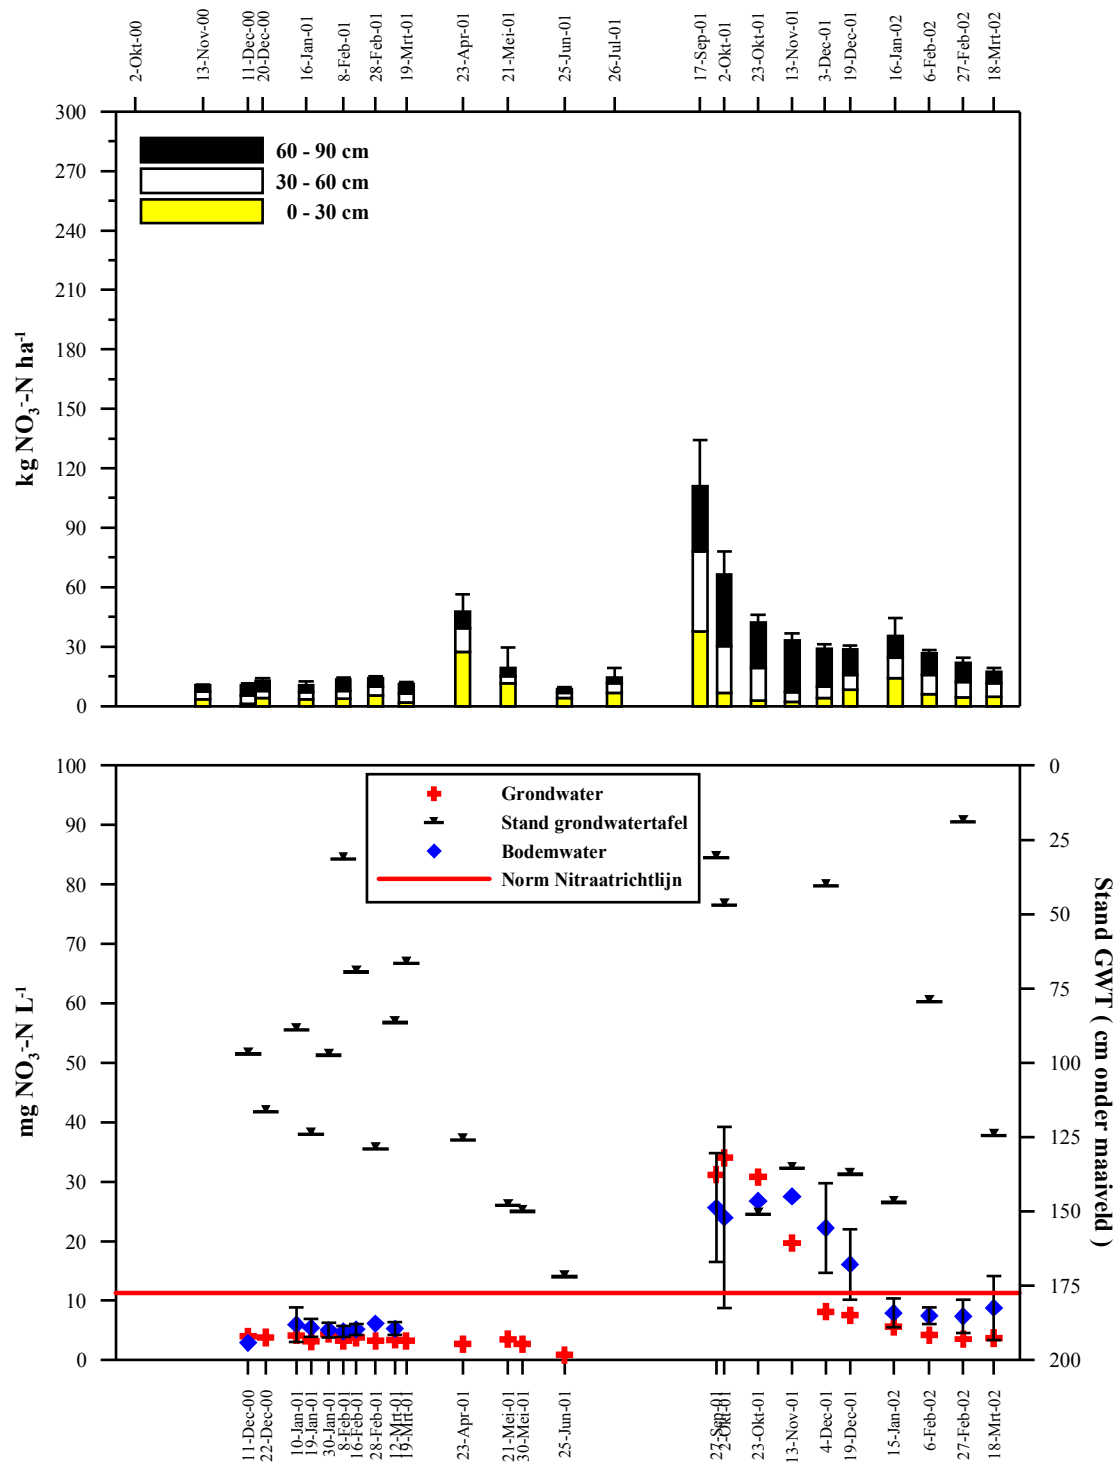 2-Okt-00
13-Nov-00
11-Dec-00
20-Dec-00
16-Jan-01
8-Feb-01
28-Feb-01
19-Mrt-01
23-Apr-01
21-Mei-01
25-Jun-01
26-Jul-01
17-Sep-01
2-Okt-01
23-Okt-01
13-Nov-01
3-Dec-01
19-Dec-01
16-Jan-02
6-Feb-02
27-Feb-02
18-Mrt-02
300
270
240
210
180
150
120
90
60
30
0
kg NO₃⁻-N ha⁻¹
60 - 90 cm
30 - 60 cm
0 - 30 cm
100
90
80
70
60
50
40
30
20
10
0
mg NO₃⁻-N L⁻¹
Grondwater
Stand grondwatertafel
Bodemwater
Norm Nitraatrichtlijn
0
25
50
75
100
125
150
175
200
Stand GWT ( cm onder maaiveld )
11-Dec-00
22-Dec-00
10-Jan-01
19-Jan-01
30-Jan-01
8-Feb-01
16-Feb-01
28-Feb-01
12-Mrt-01
19-Mrt-01
23-Apr-01
21-Mei-01
30-Mei-01
25-Jun-01
27-Sep-01
2-Okt-01
23-Okt-01
13-Nov-01
4-Dec-01
19-Dec-01
15-Jan-02
6-Feb-02
27-Feb-02
18-Mrt-02